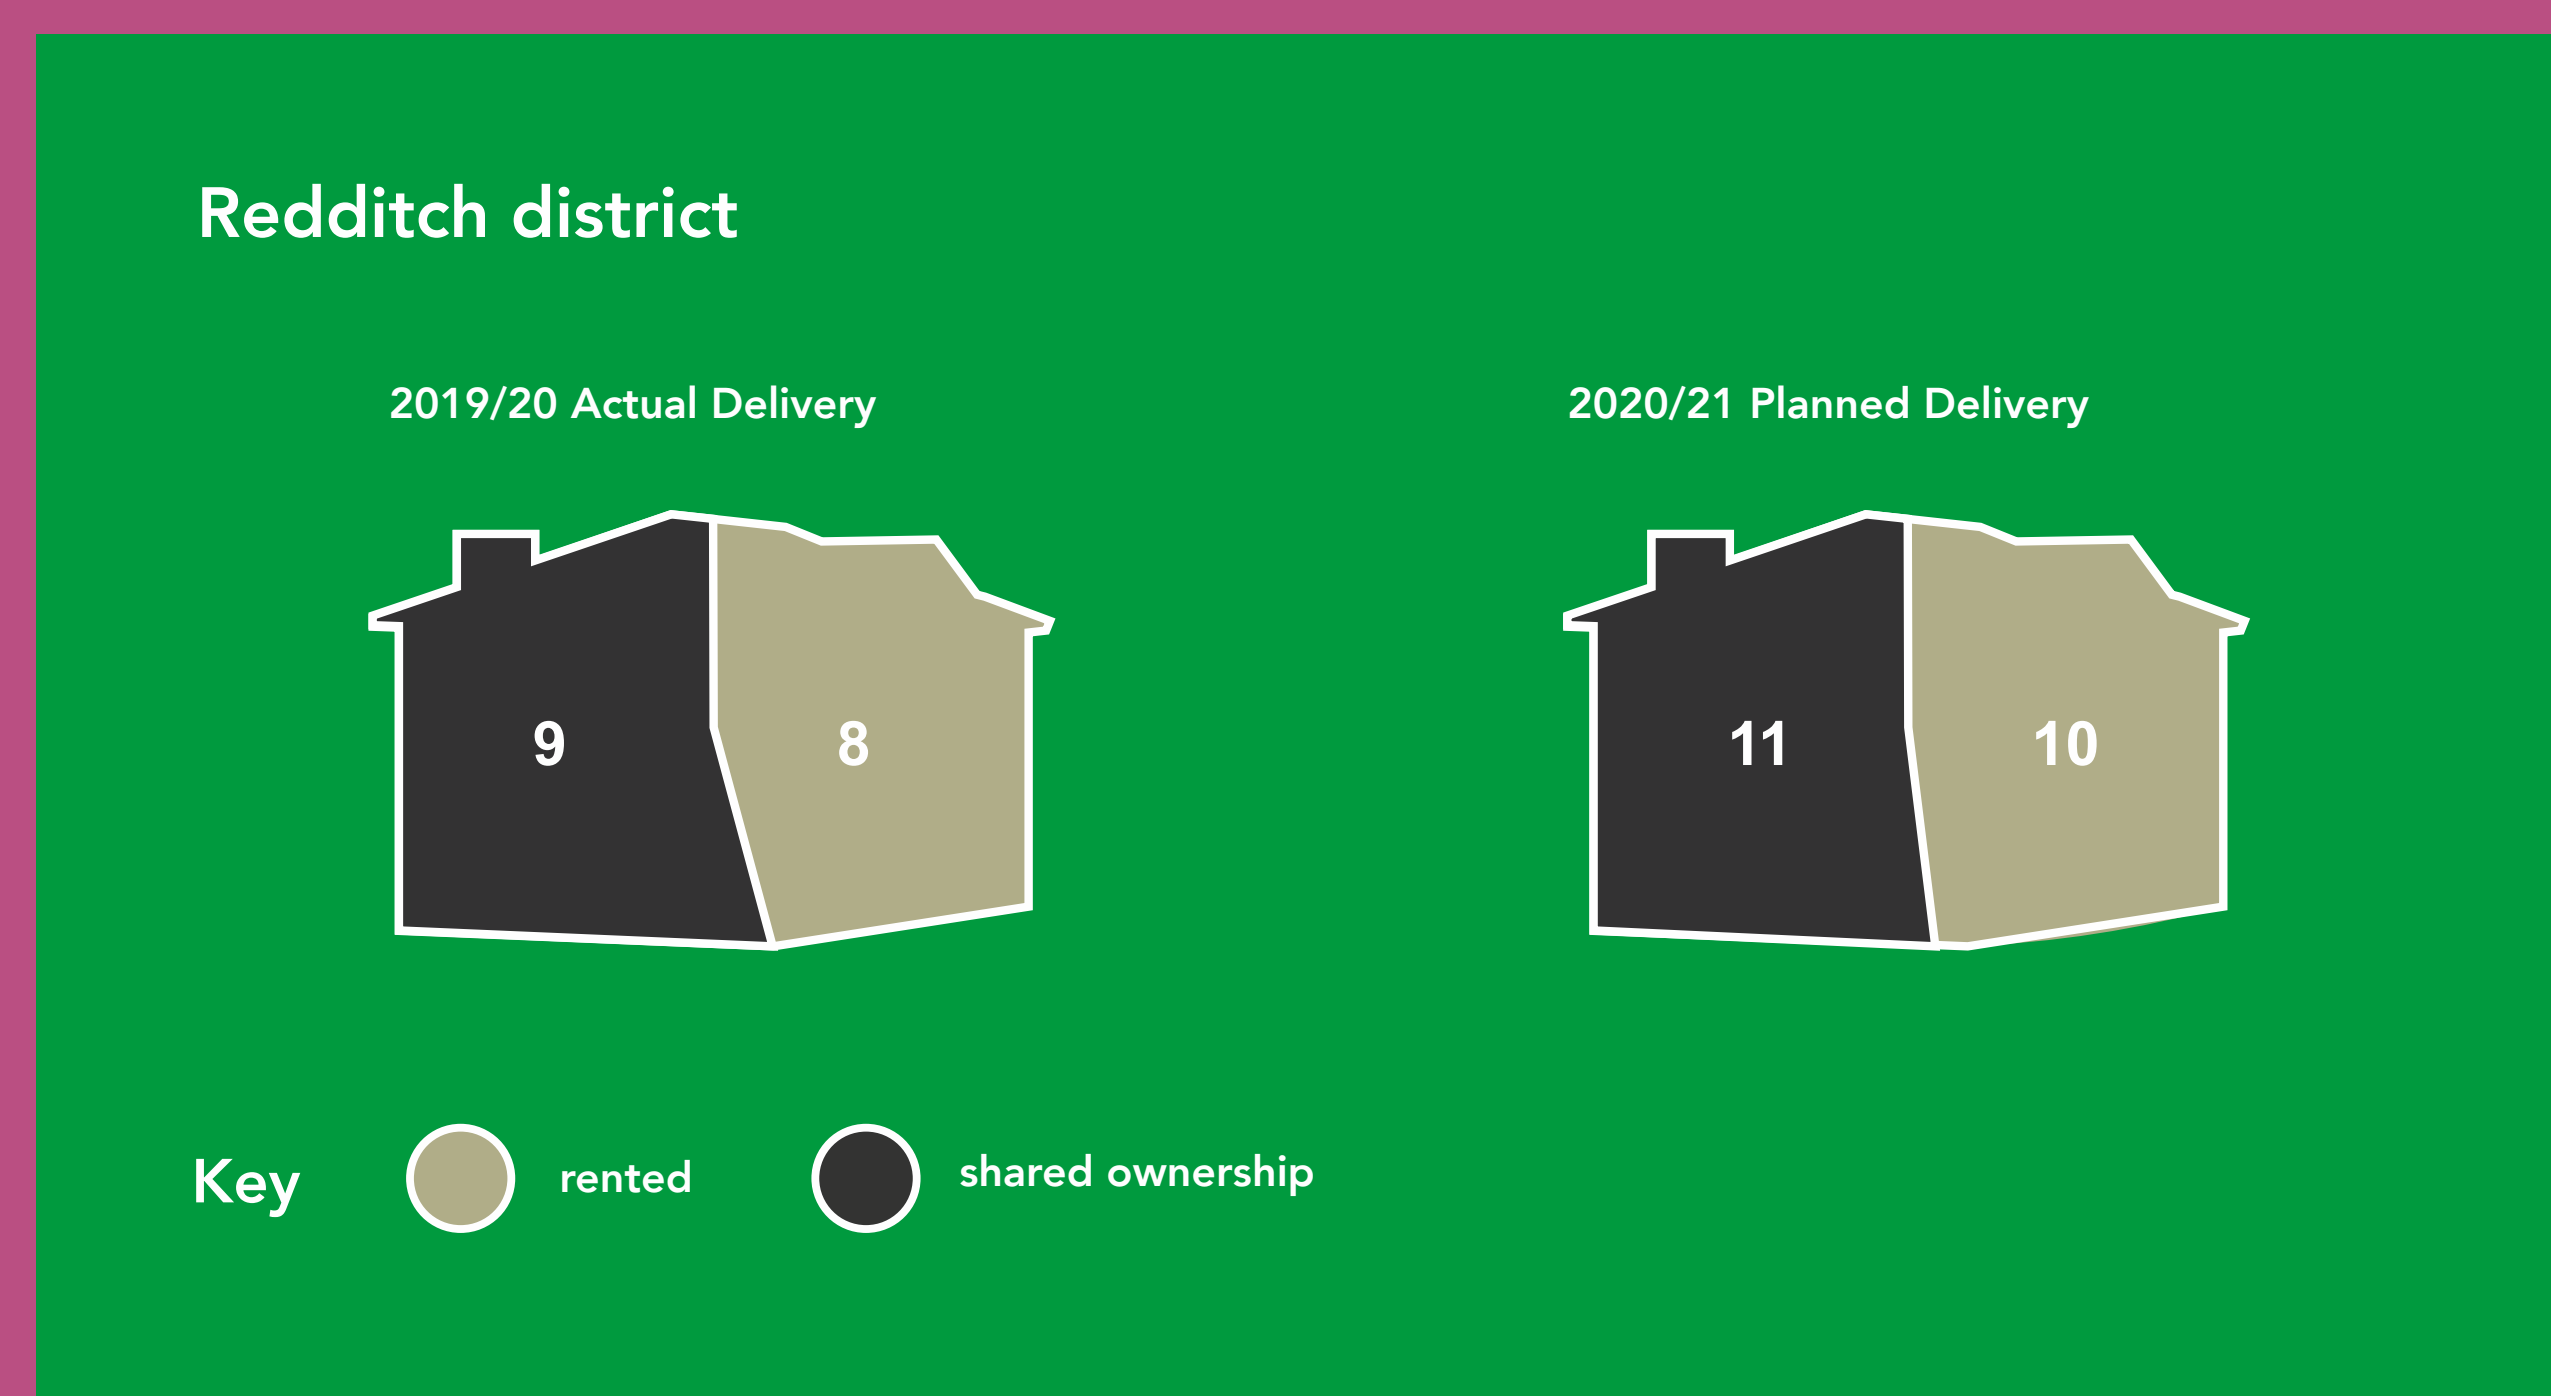 Redditch district
2019/20 Actual Delivery
2020/21 Planned Delivery
9
8
11
10
Key
rented
shared ownership